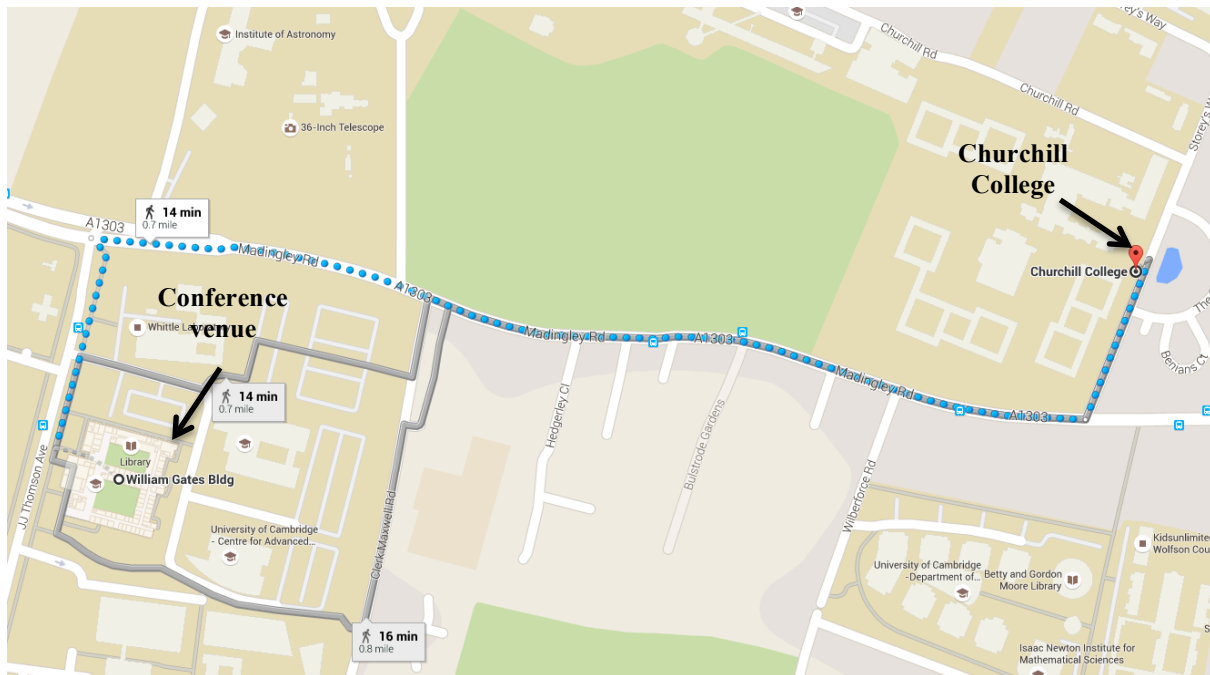 Storey's Way
Churchill Rd
Institute of Astronomy
Churchill Rd
36-Inch Telescope
Churchill
College
14 min
0.7 mile
A1303
Madingley Rd
Churchill College
A1303
Conference
venue
Whittle Laboratory
Madingley Rd
A1303
Madingley Rd
A1303
14 min
0.7 mile
Hedgerley Cl
Bulstrode Gardens
Library
William Gates Bldg
JJ Thomson Ave
Wilberforce Rd
Clerk Maxwell Rd
University of Cambridge
- Centre for Advanced...
Kidsunlimited
Wolfson Cou
University of Cambridge
-Department of...
Betty and Gordon
Moore Library
16 min
0.8 mile
Isaac Newton Institute for
Mathematical Sciences